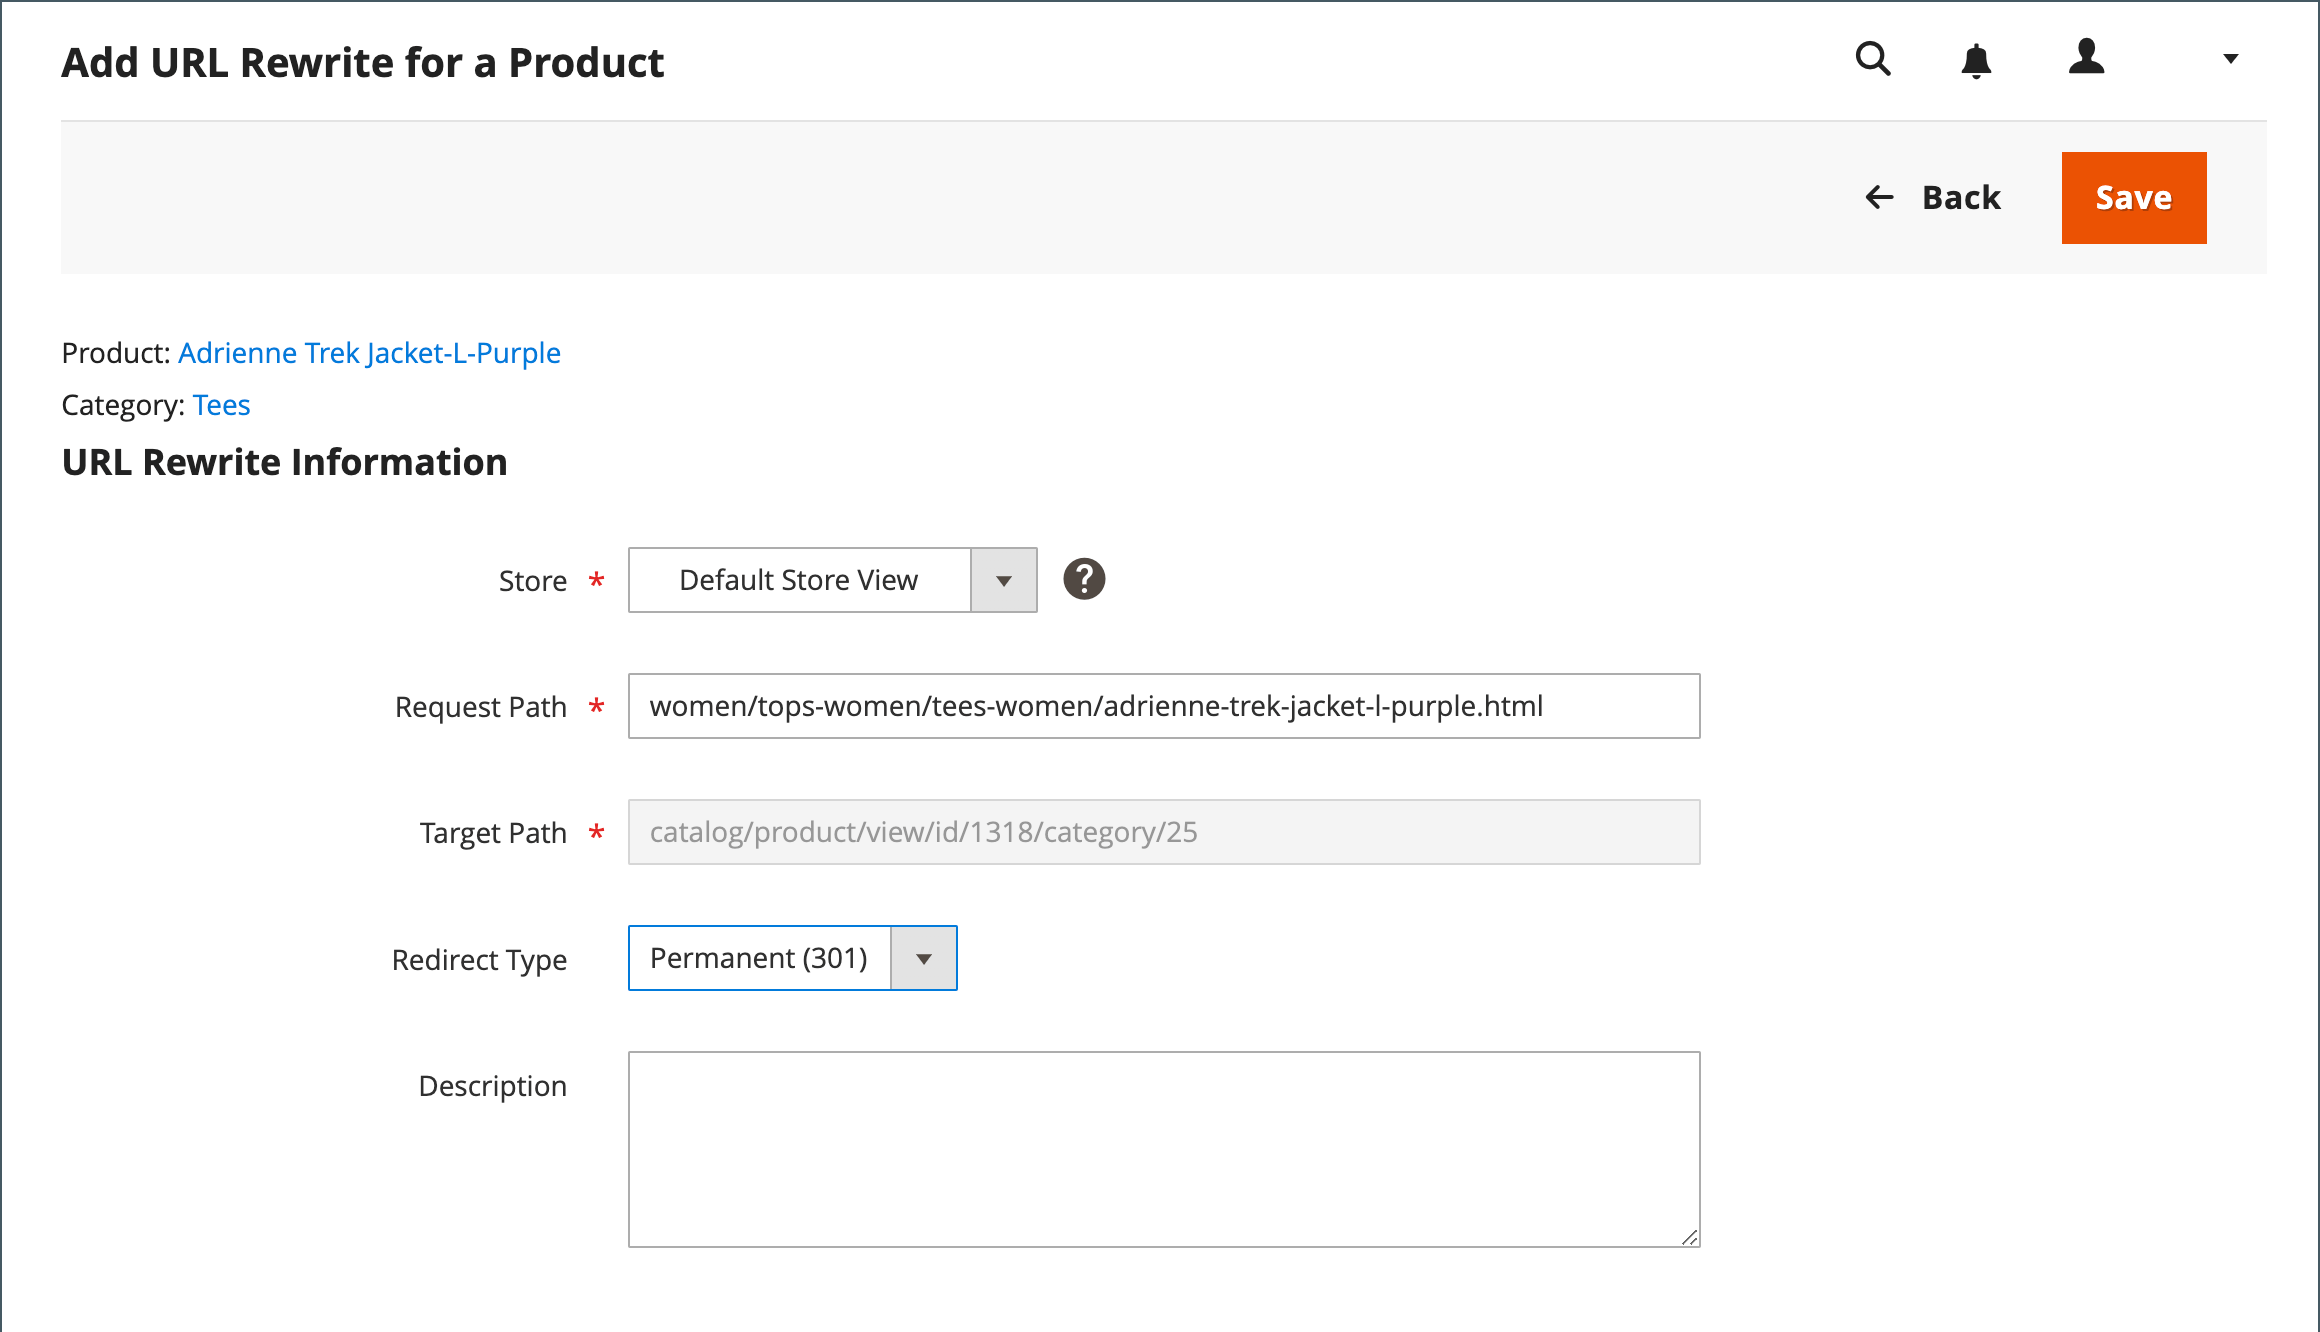 Add URL Rewrite for a Product
Back
Save
Product: Adrienne Trek Jacket-L-Purple
Category: Tees
URL Rewrite Information
Store * Default Store View ?
Request Path * women/tops-women/tees-women/adrienne-trek-jacket-l-purple.html
Target Path * catalog/product/view/id/1318/category/25
Redirect Type Permanent (301)
Description